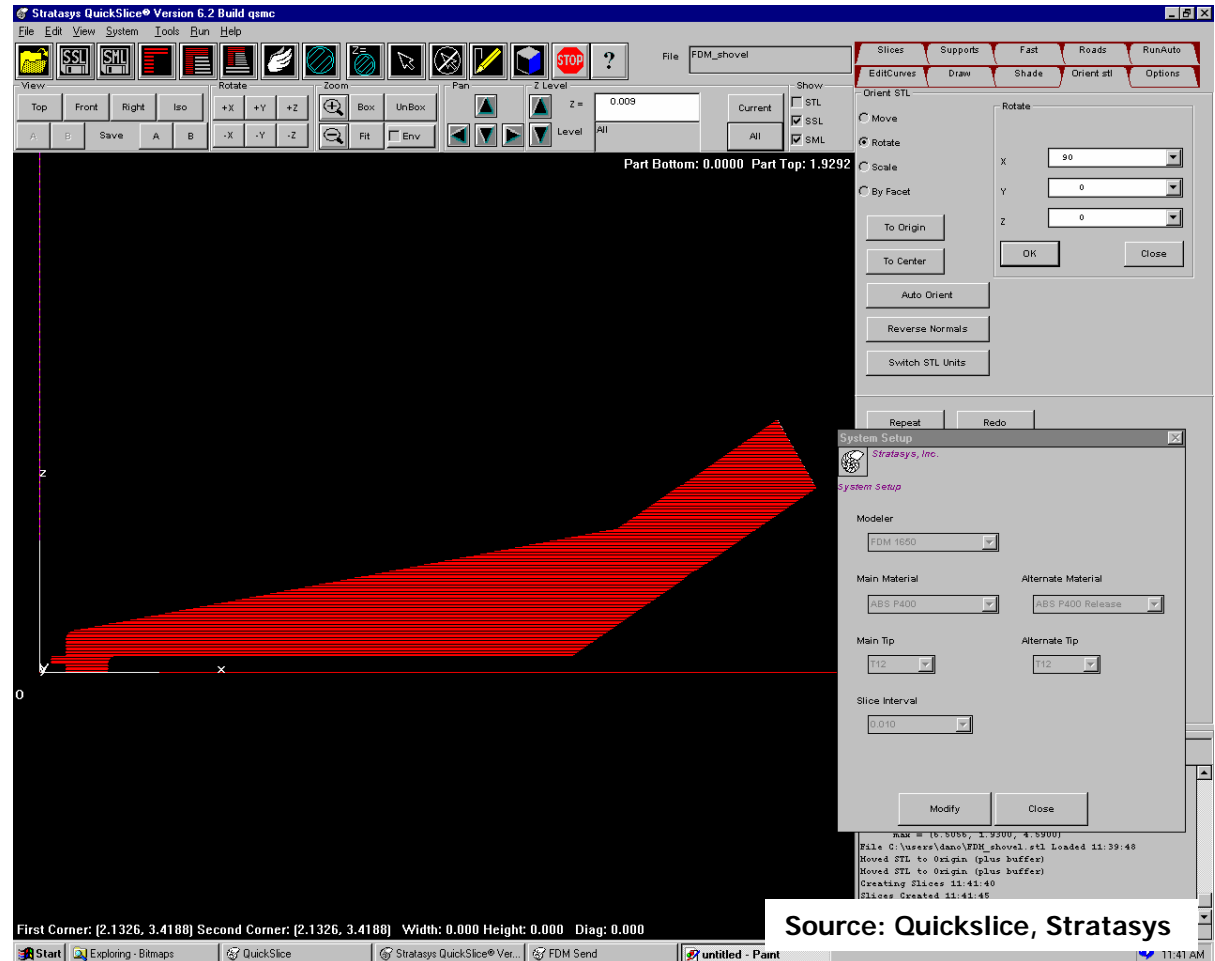 Stratasys QuickSlice® Version 6.2 Build qsmc
File Edit View System Tools Run Help
SSL SML Z= STOP ? File FDM_shovel
Slices Supports Fast Roads RunAuto
EditCurves Draw Shade Orient stl Options
View Rotate Zoom Pan Z Level Show
Top Front Right Iso +X +Y +Z Box UnBox Z = 0.009 Current STL
SSL
A B Save A B -X -Y -Z Fit Env Level All All SML
Orient STL
Move
Rotate
Scale
By Facet
Rotate
X 90
Y 0
Z 0
OK Close
To Origin
To Center
Auto Orient
Reverse Normals
Switch STL Units
Repeat Redo
Part Bottom: 0.0000 Part Top: 1.9292
z
y x
0
System Setup
Stratasys, Inc.
System Setup
Modeler
FDM 1650
Main Material Alternate Material
ABS P400 ABS P400 Release
Main Tip Alternate Tip
T12 T12
Slice Interval
0.010
Modify Close
max = (6.5056, 1.9300, 4.5900)
File C:\users\dano\FDM_shovel.stl Loaded 11:39:48
Moved STL to Origin (plus buffer)
Moved STL to Origin (plus buffer)
Creating Slices 11:41:40
Slices Created 11:41:45
First Corner: (2.1326, 3.4188) Second Corner: (2.1326, 3.4188) Width: 0.000 Height: 0.000 Diag: 0.000
Source: Quickslice, Stratasys
Start Exploring - Bitmaps QuickSlice Stratasys QuickSlice® Ver... FDM Send untitled - Paint 11:41 AM